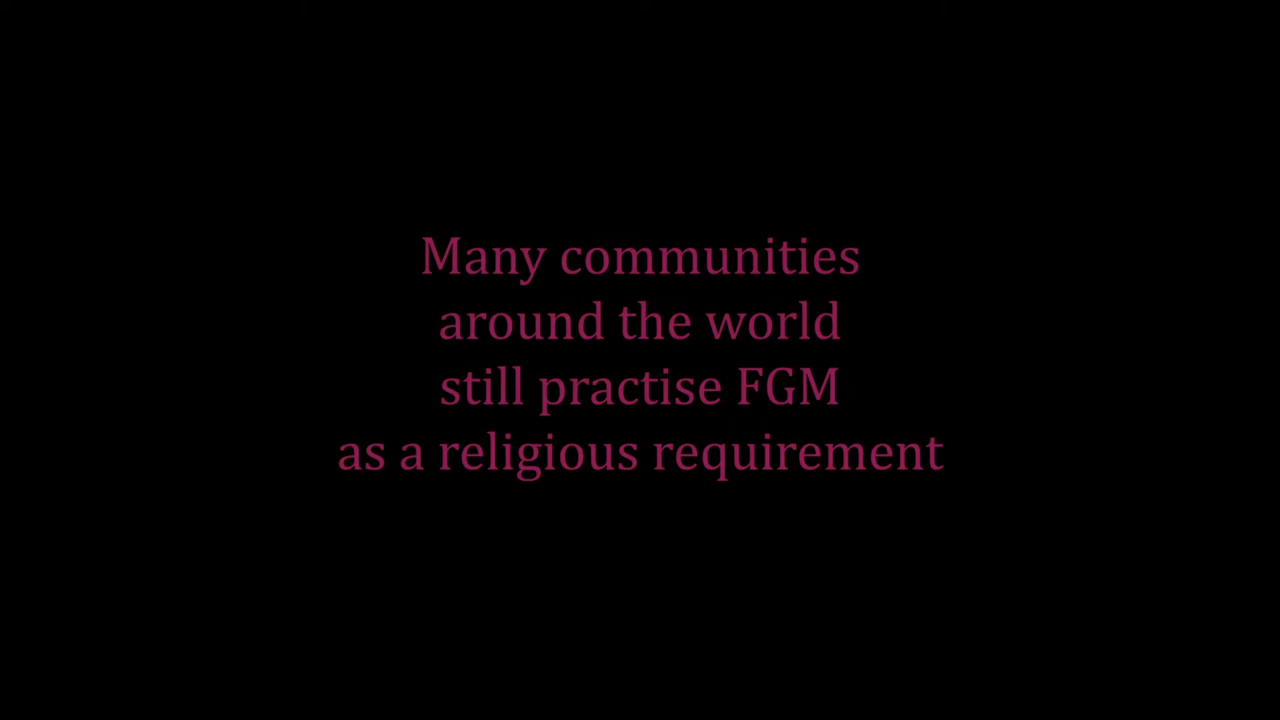 Many communities
around the world
still practise FGM
as a religious requirement